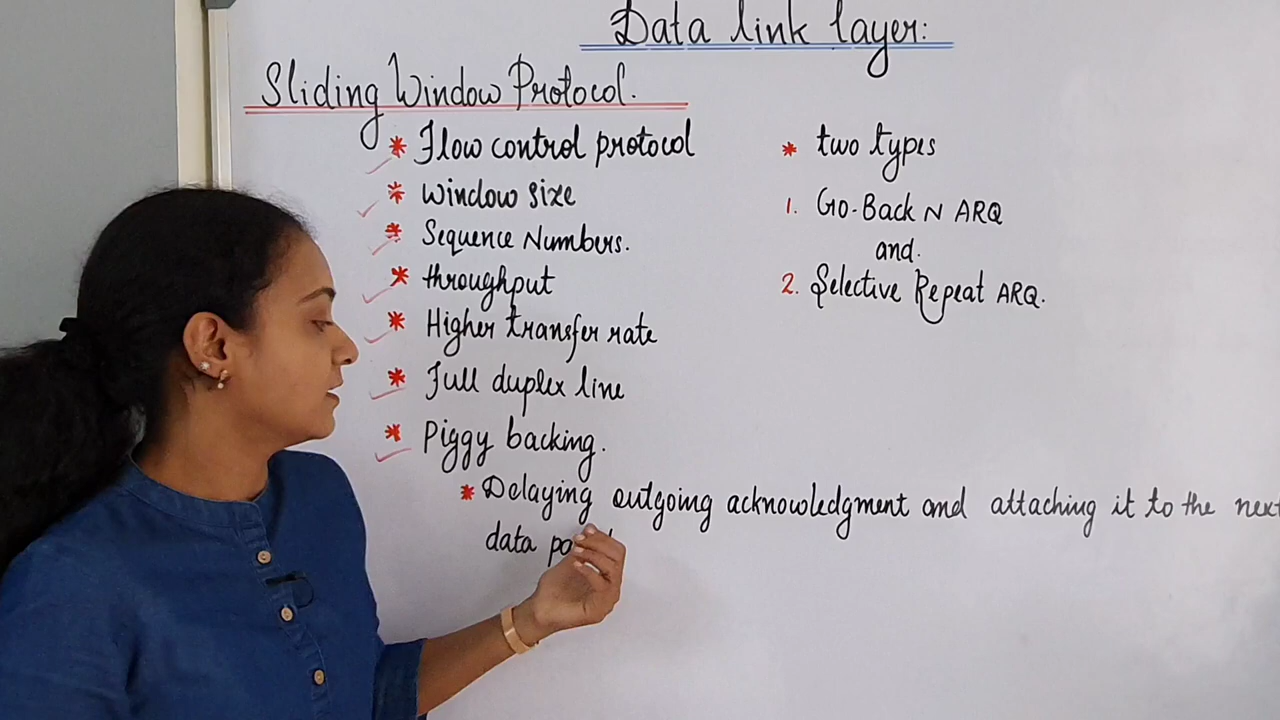 Data link layer:
Sliding Window Protocol.
* Flow control protocol
* Window size
* Sequence Numbers.
* throughput
* Higher transfer rate
* Full duplex line
* Piggy backing.
* Delaying outgoing acknowledgment and attaching it to the next
data
* two types
1. Go-Back N ARQ
and.
2. Selective Repeat ARQ.